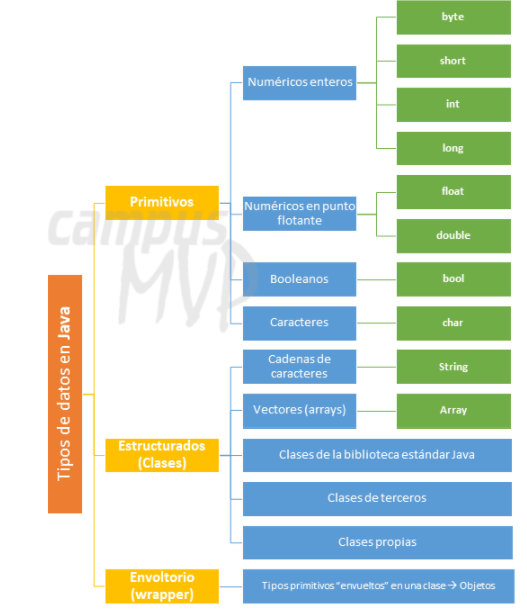 byte
short
Numéricos enteros
int
long
Primitivos
float
Numéricos en punto
flotante
double
campus
MVP
Booleanos
bool
Caracteres
char
Tipos de datos en Java
Cadenas de
caracteres
String
Vectores (arrays)
Array
Estructurados
(Clases)
Clases de la biblioteca estándar Java
Clases de terceros
Clases propias
Envoltorio
(wrapper)
Tipos primitivos “envueltos” en una clase → Objetos